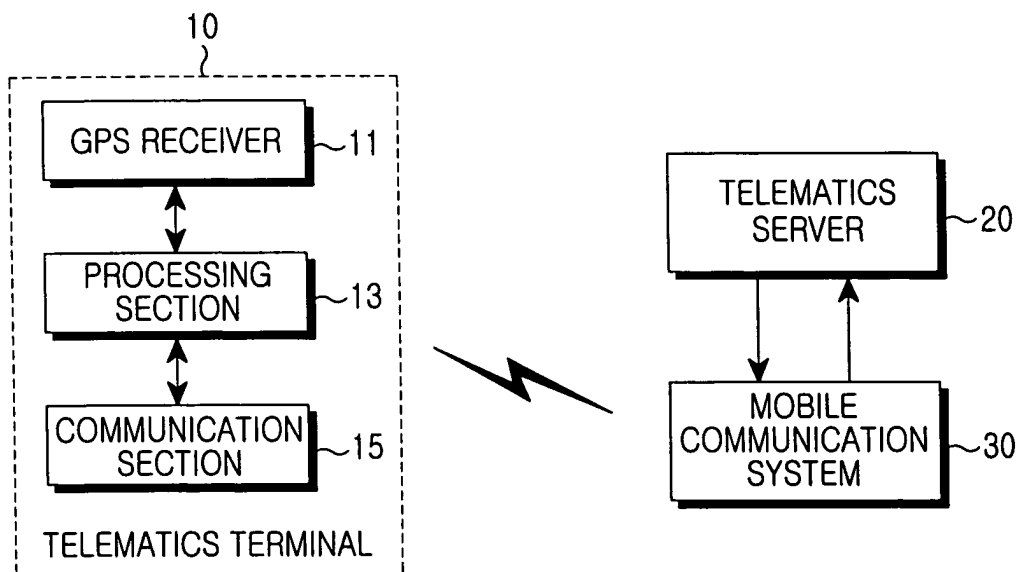 10
GPS RECEIVER
11
PROCESSING
SECTION
13
COMMUNICATION
SECTION
15
TELEMATICS TERMINAL
TELEMATICS
SERVER
20
MOBILE
COMMUNICATION
SYSTEM
30